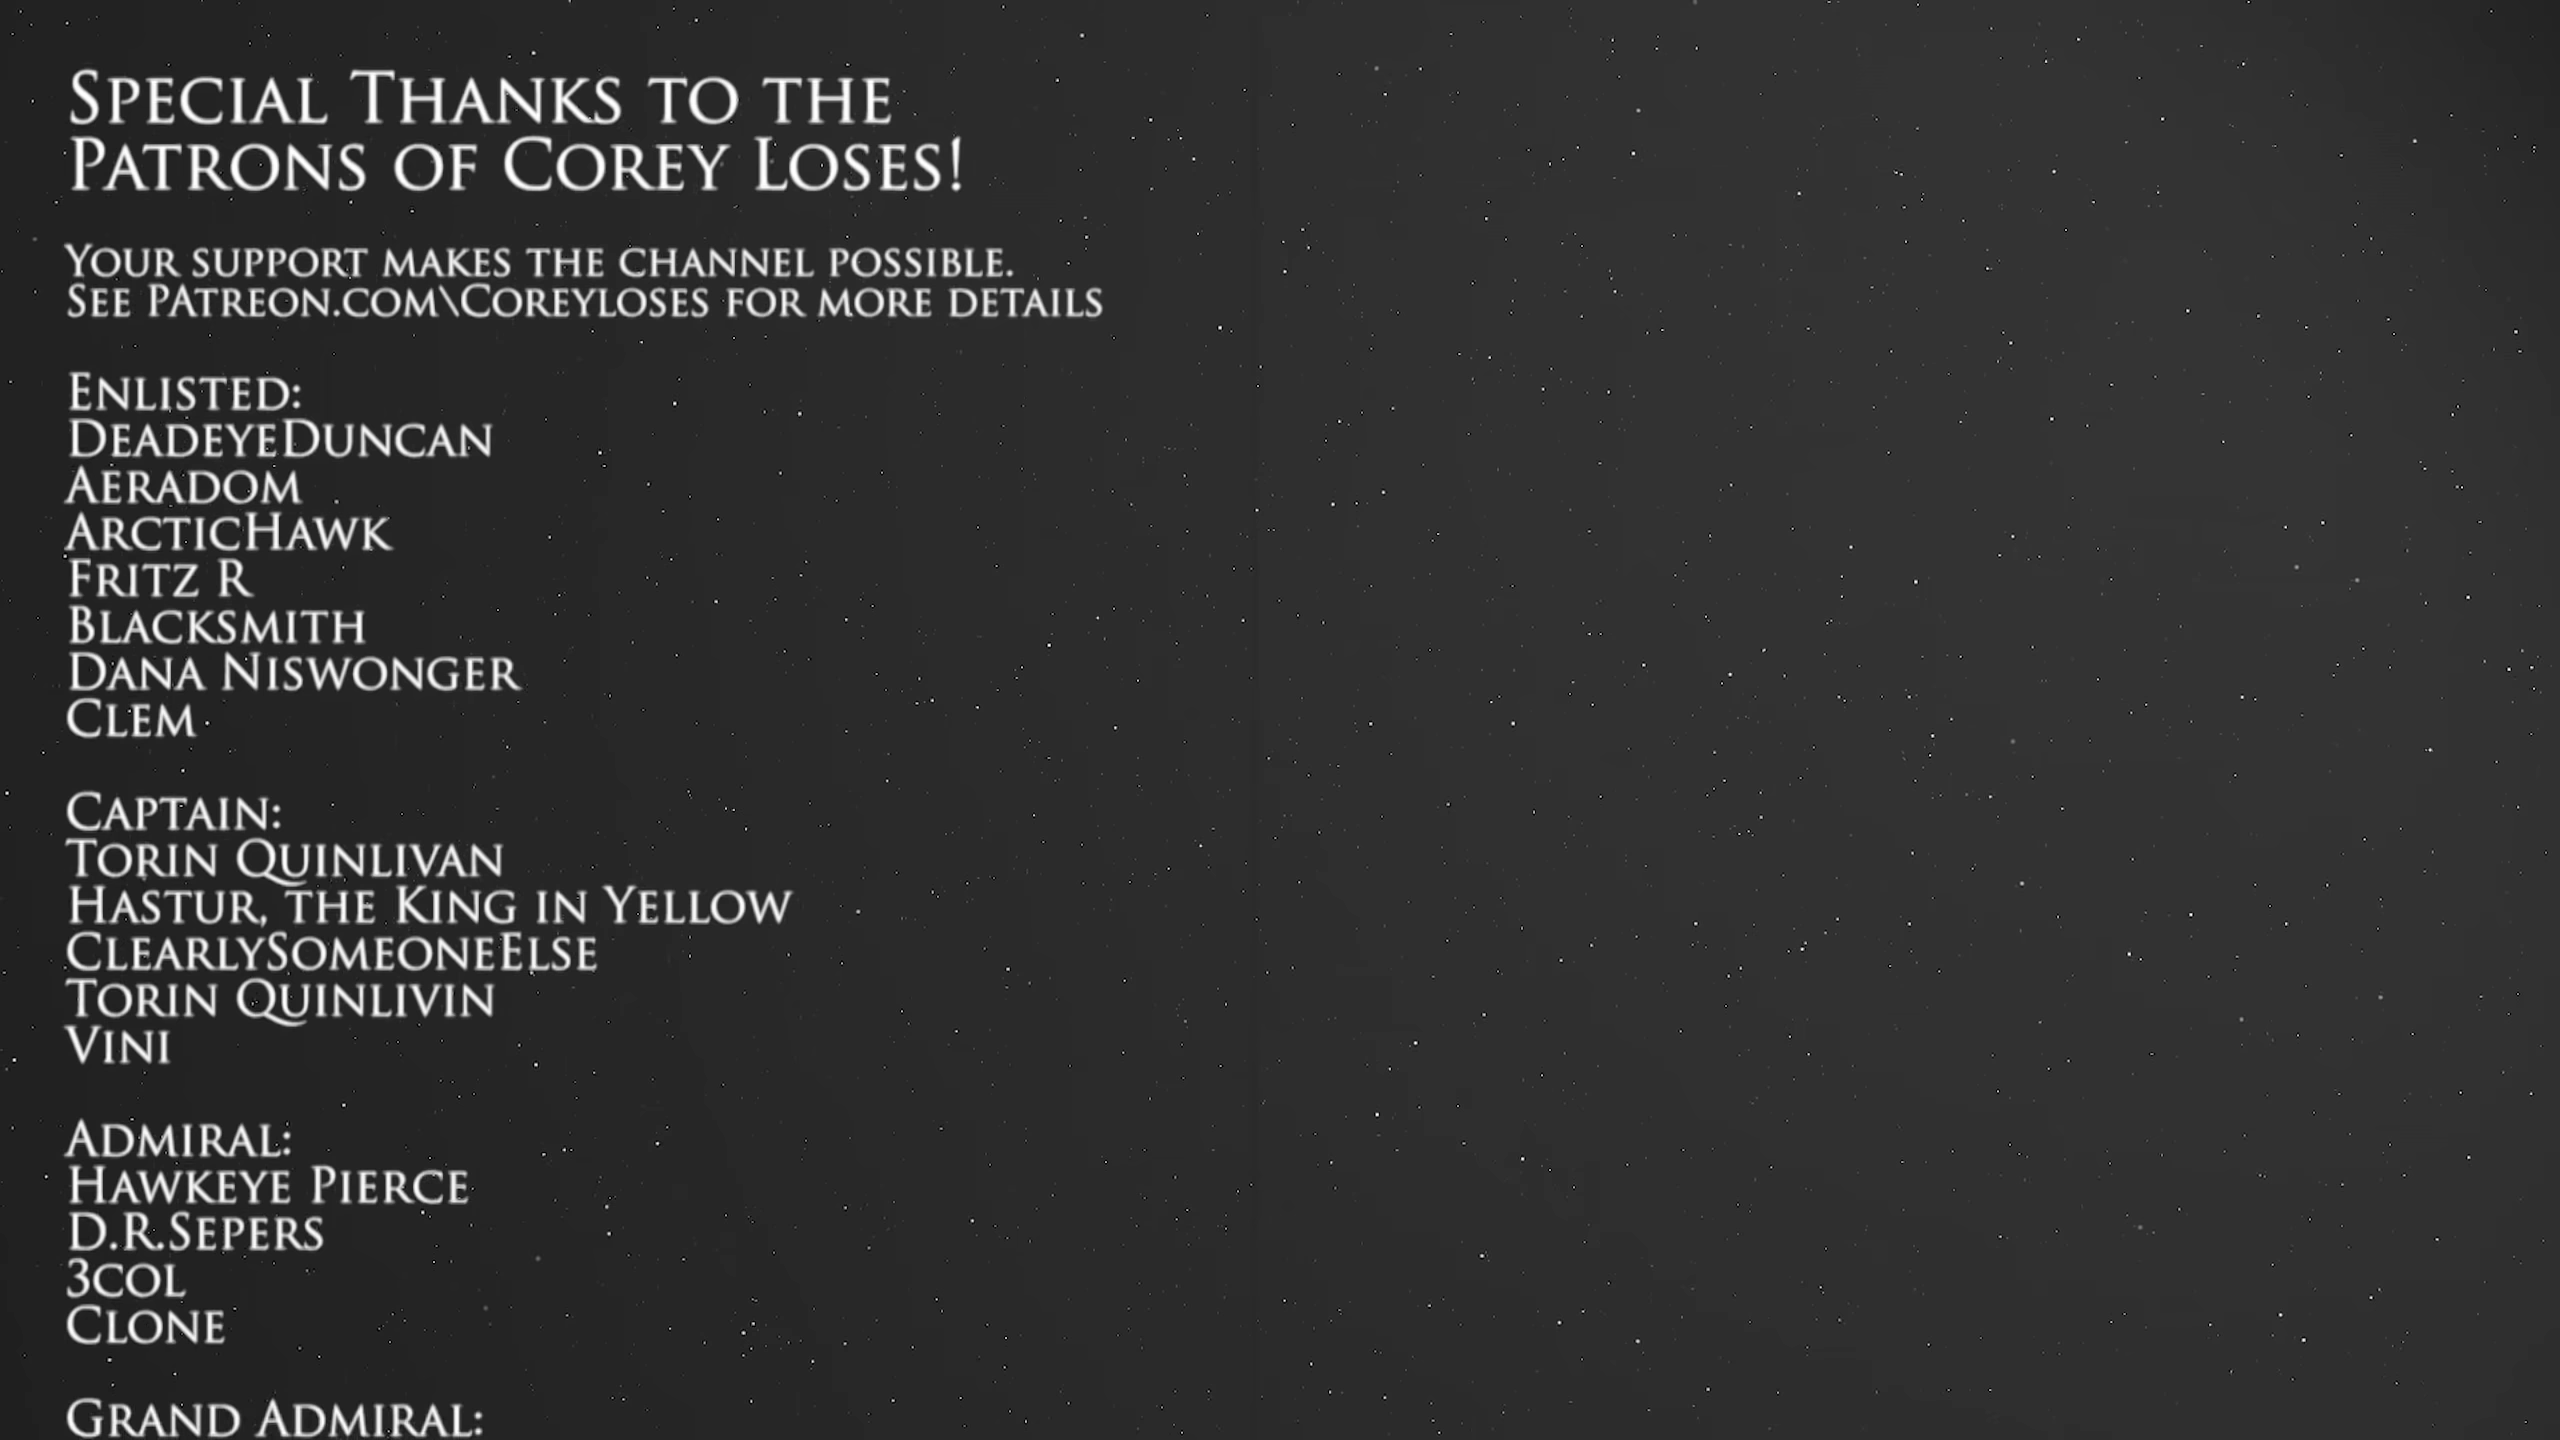 Special Thanks to the
Patrons of Corey Loses!
Your support makes the channel possible.
See PAtreon.com\Coreyloses for more details
Enlisted:
DeadeyeDuncan
Aeradom
ArcticHawk
Fritz R
Blacksmith
Dana Niswonger
Clem
Captain:
Torin Quinlivan
Hastur, the King in Yellow
ClearlySomeoneElse
Torin Quinlivin
Vini
Admiral:
Hawkeye Pierce
D.R.Sepers
3col
Clone
Grand Admiral: